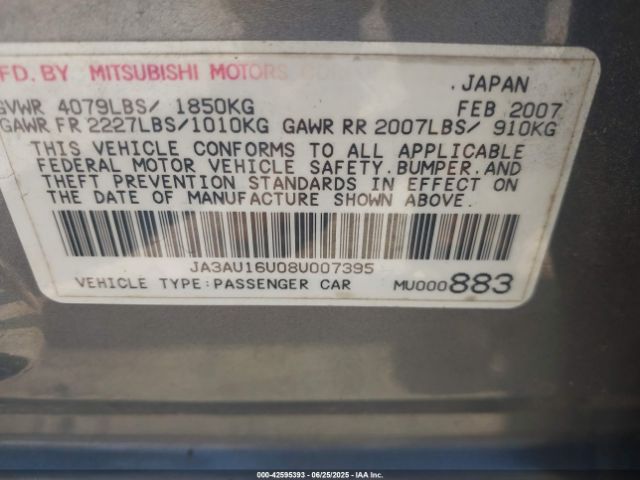 FD. BY MITSUBISHI MOTORS
. JAPAN
GVWR 4079LBS/ 1850KG FEB 2007
GAWR FR 2227LBS/1010KG GAWR RR 2007LBS/ 910KG
THIS VEHICLE CONFORMS TO ALL APPLICABLE
FEDERAL MOTOR VEHICLE SAFETY.BUMPER.AND
THEFT PREVENTION STANDARDS IN EFFECT ON
THE DATE OF MANUFACTURE SHOWN ABOVE.
JA3AU16U08U007395
VEHICLE TYPE:PASSENGER CAR MU000883
000-42595393 - 06/25/2025 - IAA Inc.